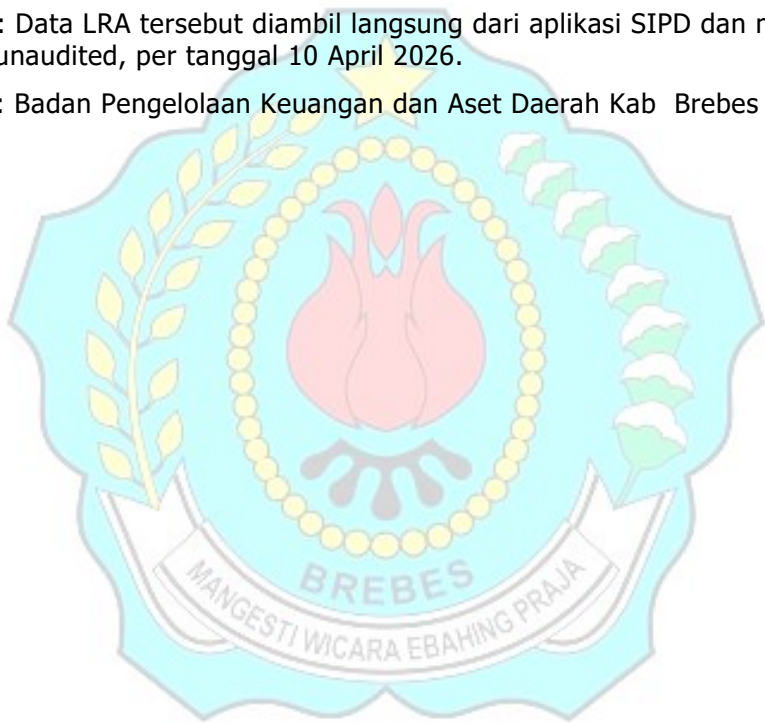 : Data LRA tersebut diambil langsung dari aplikasi SIPD dan
unaudited, per tanggal 10 April 2026.
: Badan Pengelolaan Keuangan dan Aset Daerah Kab Brebes
BREBES
MANGESTI WICARA EBAHING PRAJA